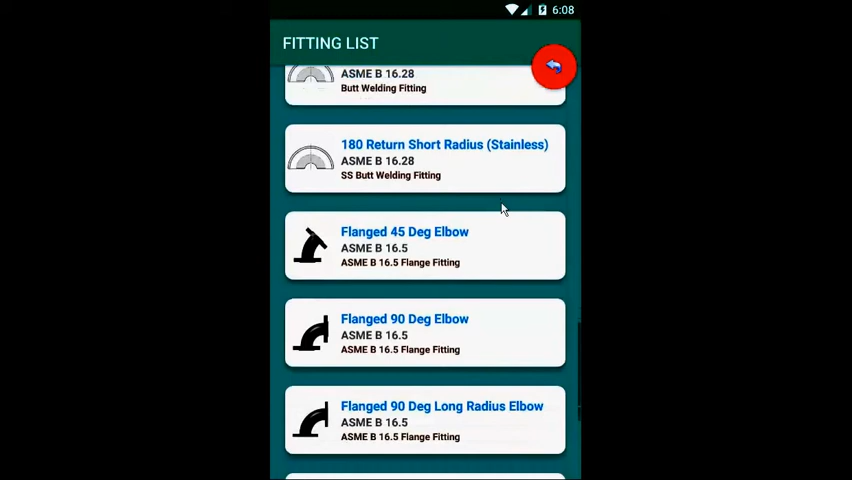 6:08
FITTING LIST
ASME B 16.28
Butt Welding Fitting
180 Return Short Radius (Stainless)
ASME B 16.28
SS Butt Welding Fitting
Flanged 45 Deg Elbow
ASME B 16.5
ASME B 16.5 Flange Fitting
Flanged 90 Deg Elbow
ASME B 16.5
ASME B 16.5 Flange Fitting
Flanged 90 Deg Long Radius Elbow
ASME B 16.5
ASME B 16.5 Flange Fitting